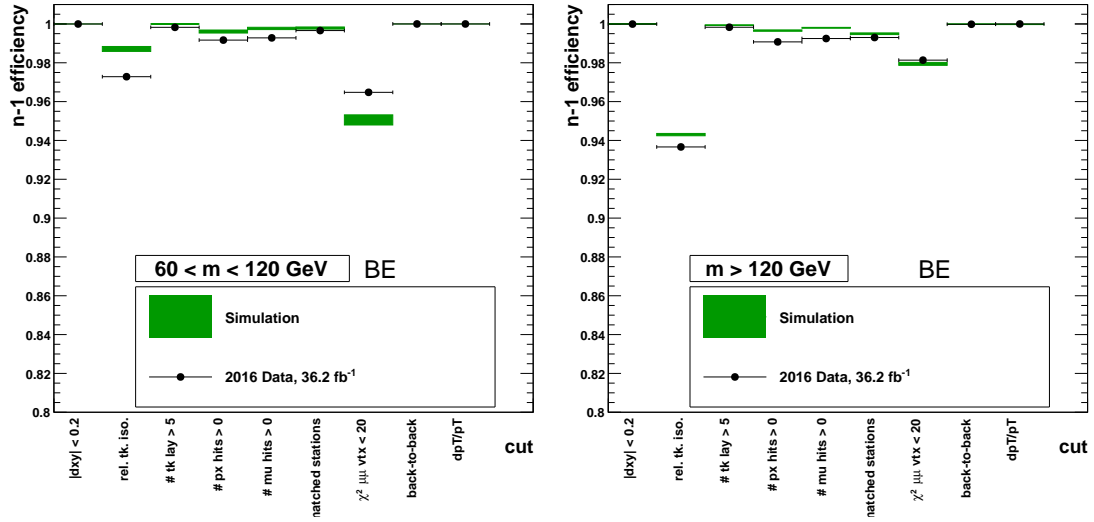 n-1 efficiency
1
0.98
0.96
0.94
0.92
0.9
0.88
0.86
0.84
0.82
0.8
60 < m < 120 GeV
BE
Simulation
2016 Data, 36.2 fb⁻¹
|dxy| < 0.2
rel. tk. iso.
# tk lay > 5
# px hits > 0
# mu hits > 0
matched stations
χ² μμ vtx < 20
back-to-back
dpT/pT
cut
n-1 efficiency
1
0.98
0.96
0.94
0.92
0.9
0.88
0.86
0.84
0.82
0.8
m > 120 GeV
BE
Simulation
2016 Data, 36.2 fb⁻¹
|dxy| < 0.2
rel. tk. iso.
# tk lay > 5
# px hits > 0
# mu hits > 0
matched stations
χ² μμ vtx < 20
back-to-back
dpT/pT
cut